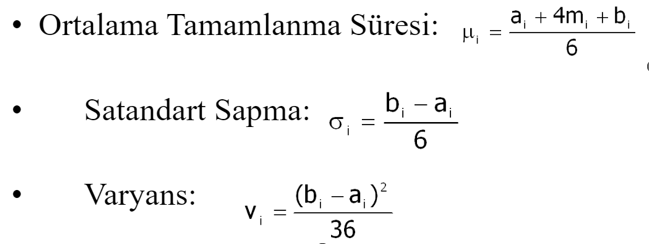 • Ortalama Tamamlanma Süresi: μᵢ = (aᵢ + 4mᵢ + bᵢ) / 6
• Satandart Sapma: σᵢ = (bᵢ − aᵢ) / 6
• Varyans: vᵢ = (bᵢ − aᵢ)² / 36